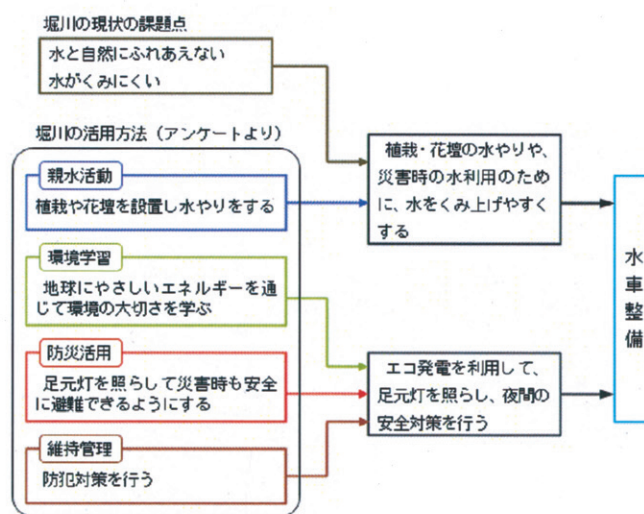 堀川の現状の課題点
水と自然にふれあえない
水がくみにくい
堀川の活用方法（アンケートより）
親水活動
植栽や花壇を設置し水やりをする
環境学習
地球にやさしいエネルギーを通
じて環境の大切さを学ぶ
防災活用
足元灯を照らして災害時も安全
に避難できるようにする
維持管理
防犯対策を行う
植栽・花壇の水やりや、
災害時の水利用のため
に、水をくみ上げやすく
する
エコ発電を利用して、
足元灯を照らし、夜間の
安全対策を行う
水車整備